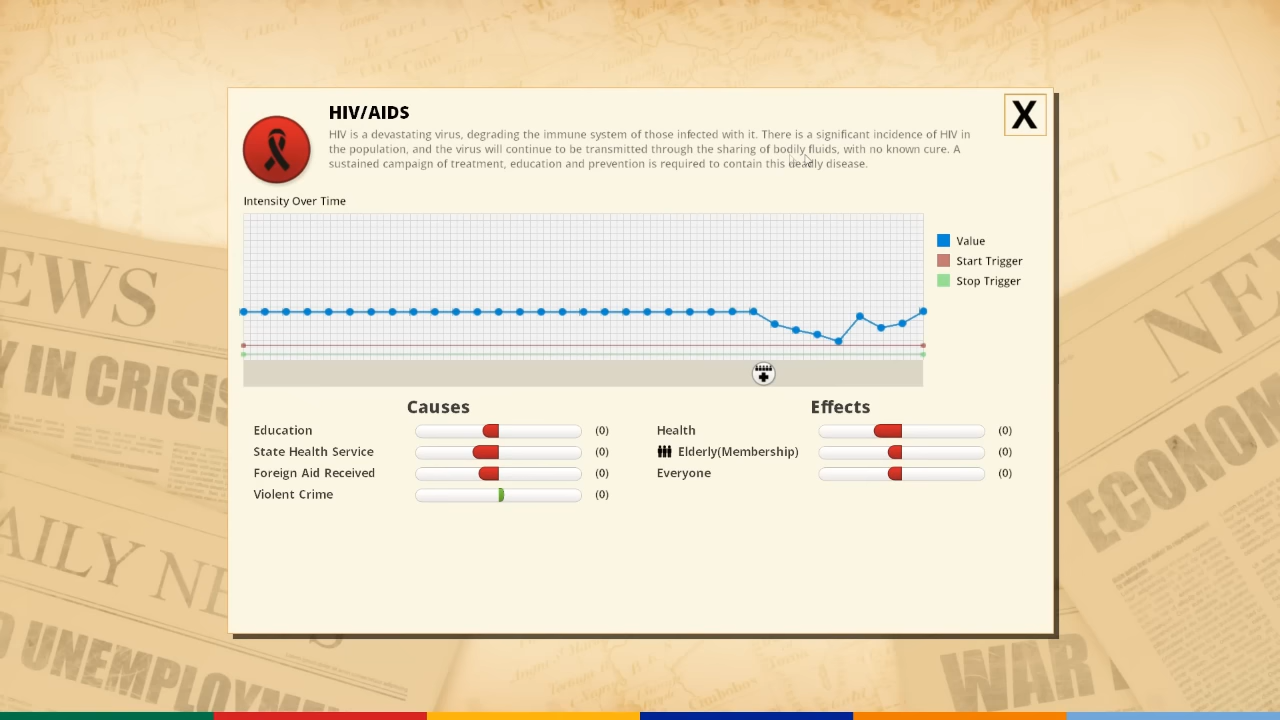 HIV/AIDS
X
HIV is a devastating virus, degrading the immune system of those infected with it. There is a significant incidence of HIV in
the population, and the virus will continue to be transmitted through the sharing of bodily fluids, with no known cure. A
sustained campaign of treatment, education and prevention is required to contain this deadly disease.
Intensity Over Time
Value
Start Trigger
Stop Trigger
Causes
Effects
Education (0)
Health (0)
State Health Service (0)
Elderly(Membership) (0)
Foreign Aid Received (0)
Everyone (0)
Violent Crime (0)
EWS
Y IN CRISIS
AILY NE
D UNEMPLOYM
NE
ECONOM
WAR